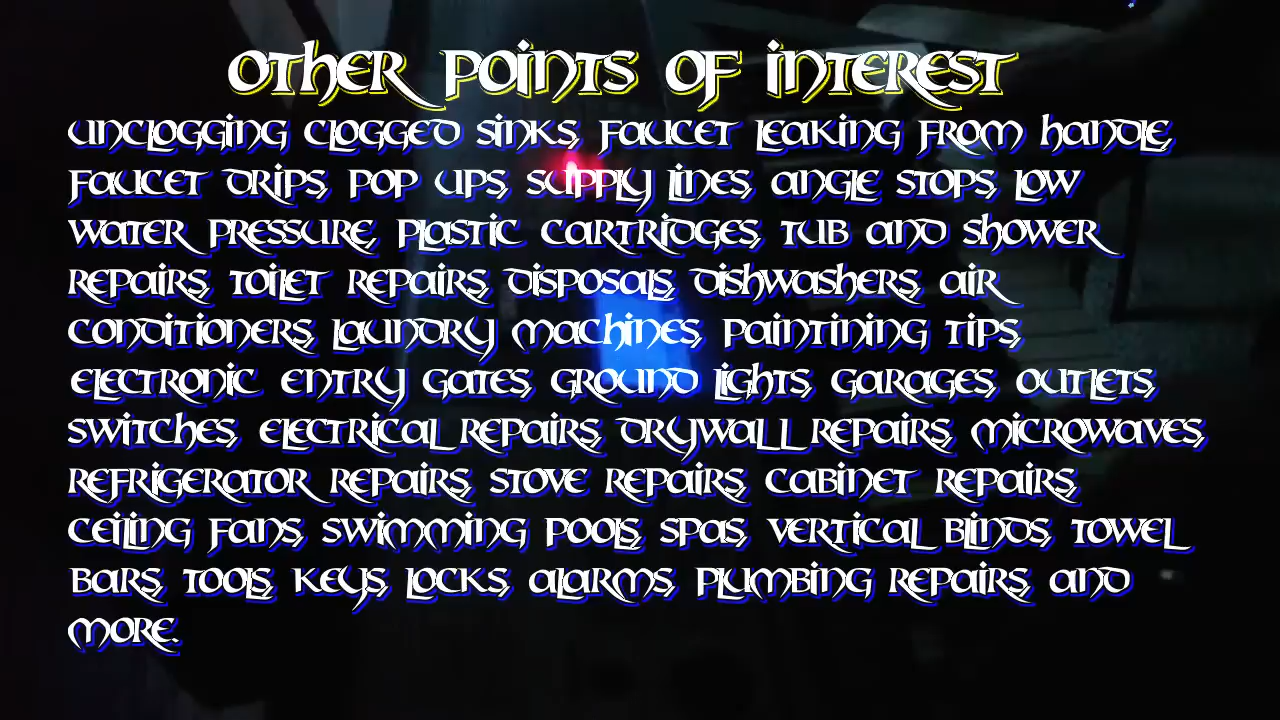 Other Points of Interest
Unclogging clogged sinks, faucet leaking from handle,
faucet drips, pop ups, supply lines, angle stops, low
water pressure, plastic cartridges, tub and shower
repairs, toilet repairs, disposals, dishwashers, air
conditioners, laundry machines, paintining tips,
electronic entry gates, ground lights, garages, outlets,
switches, electrical repairs, drywall repairs, microwaves,
refrigerator repairs, stove repairs, cabinet repairs,
ceiling fans, swimming pools, spas, vertical blinds, towel
bars, tools, keys, locks, alarms, plumbing repairs, and
more.